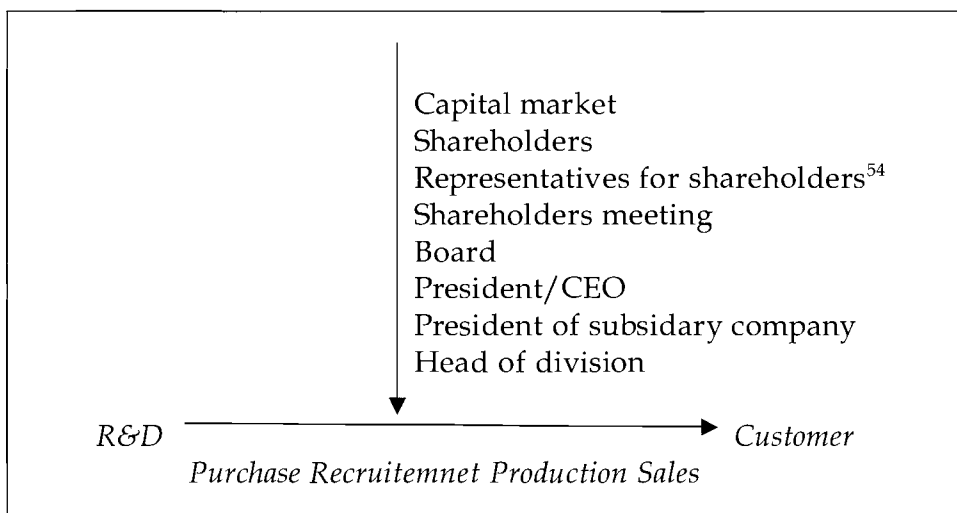 Capital market
Shareholders
Representatives for shareholders⁵⁴
Shareholders meeting
Board
President/CEO
President of subsidary company
Head of division
R&D Customer
Purchase Recruitemnet Production Sales